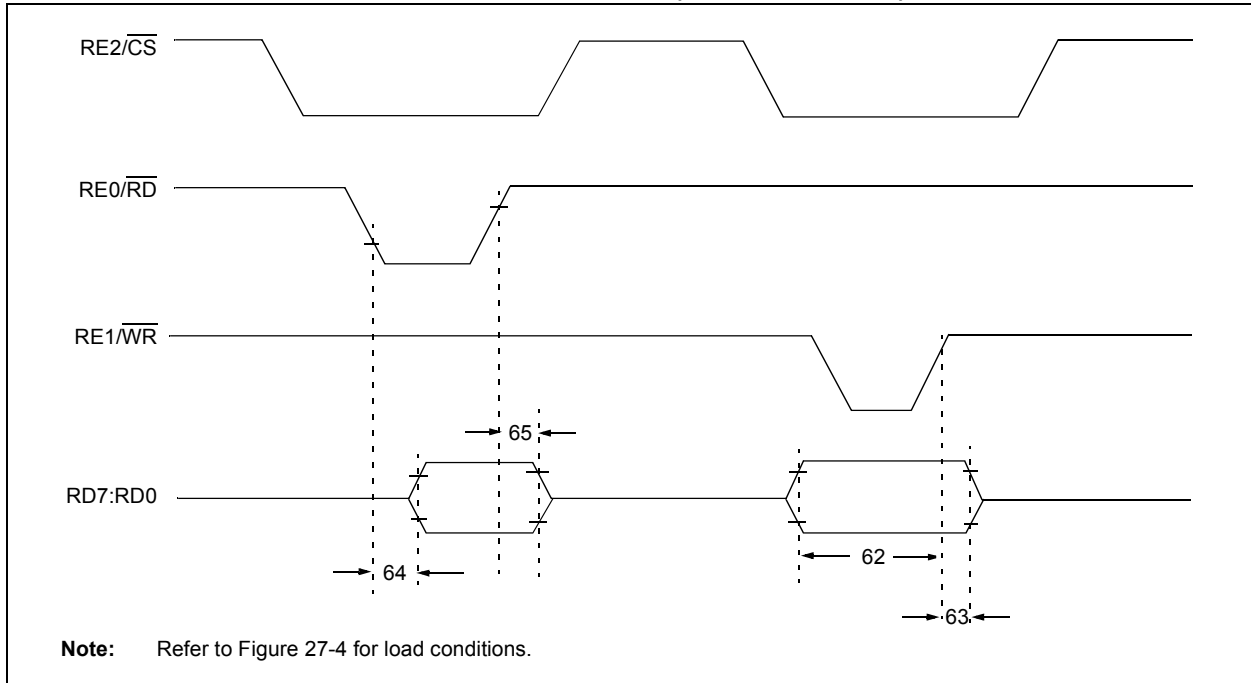 RE2/CS
RE0/RD
RE1/WR
65
RD7:RD0
62
64
63
Note: Refer to Figure 27-4 for load conditions.